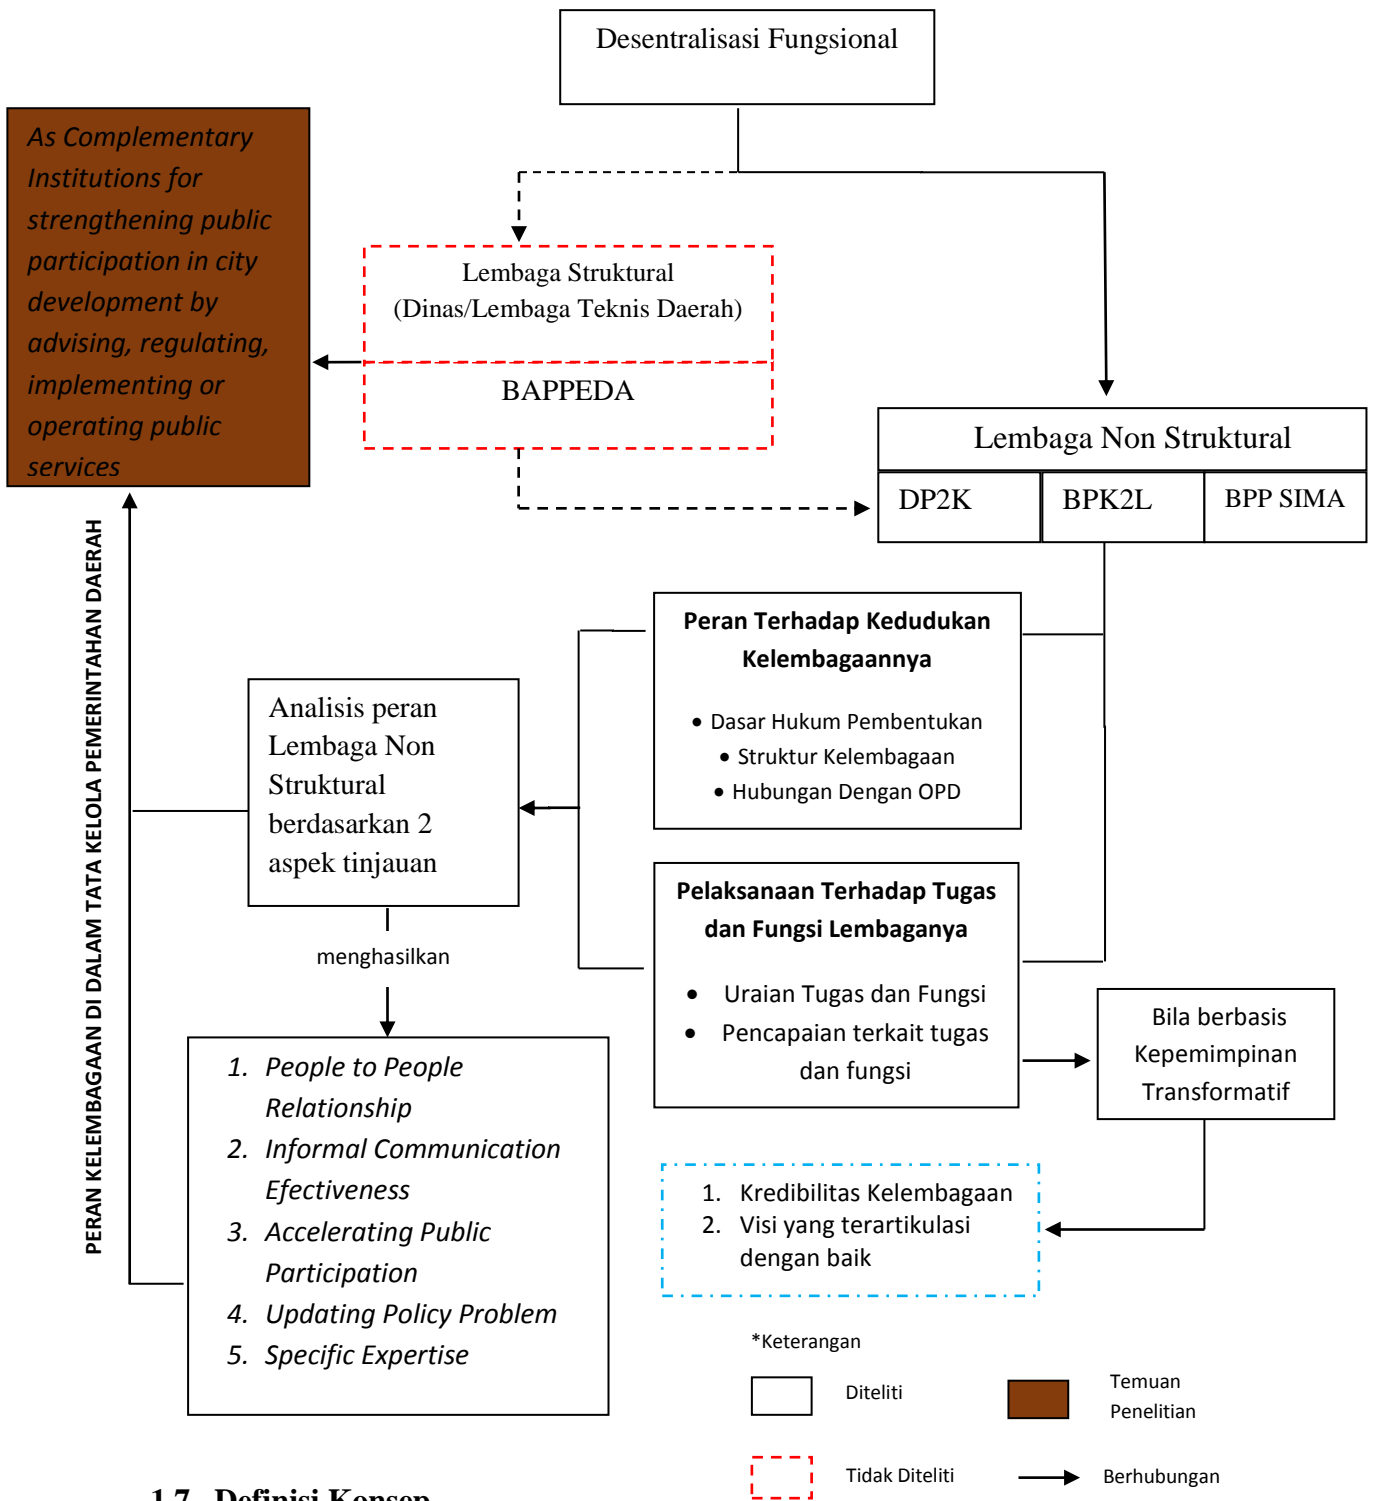 Desentralisasi Fungsional
As Complementary
Institutions for
strengthening public
participation in city
development by
advising, regulating,
implementing or
operating public
services
Lembaga Struktural
(Dinas/Lembaga Teknis Daerah)
BAPPEDA
Lembaga Non Struktural
DP2K
BPK2L
BPP SIMA
PERAN KELEMBAGAAN DI DALAM TATA KELOLA PEMERINTAHAN DAERAH
Peran Terhadap Kedudukan
Kelembagaannya
• Dasar Hukum Pembentukan
• Struktur Kelembagaan
• Hubungan Dengan OPD
Analisis peran
Lembaga Non
Struktural
berdasarkan 2
aspek tinjauan
Pelaksanaan Terhadap Tugas
dan Fungsi Lembaganya
• Uraian Tugas dan Fungsi
• Pencapaian terkait tugas
dan fungsi
menghasilkan
Bila berbasis
Kepemimpinan
Transformatif
1. People to People
Relationship
2. Informal Communication
Efectiveness
3. Accelerating Public
Participation
4. Updating Policy Problem
5. Specific Expertise
1. Kredibilitas Kelembagaan
2. Visi yang terartikulasi
dengan baik
*Keterangan
Diteliti
Temuan
Penelitian
Tidak Diteliti
Berhubungan
1.7 Definisi Konsep